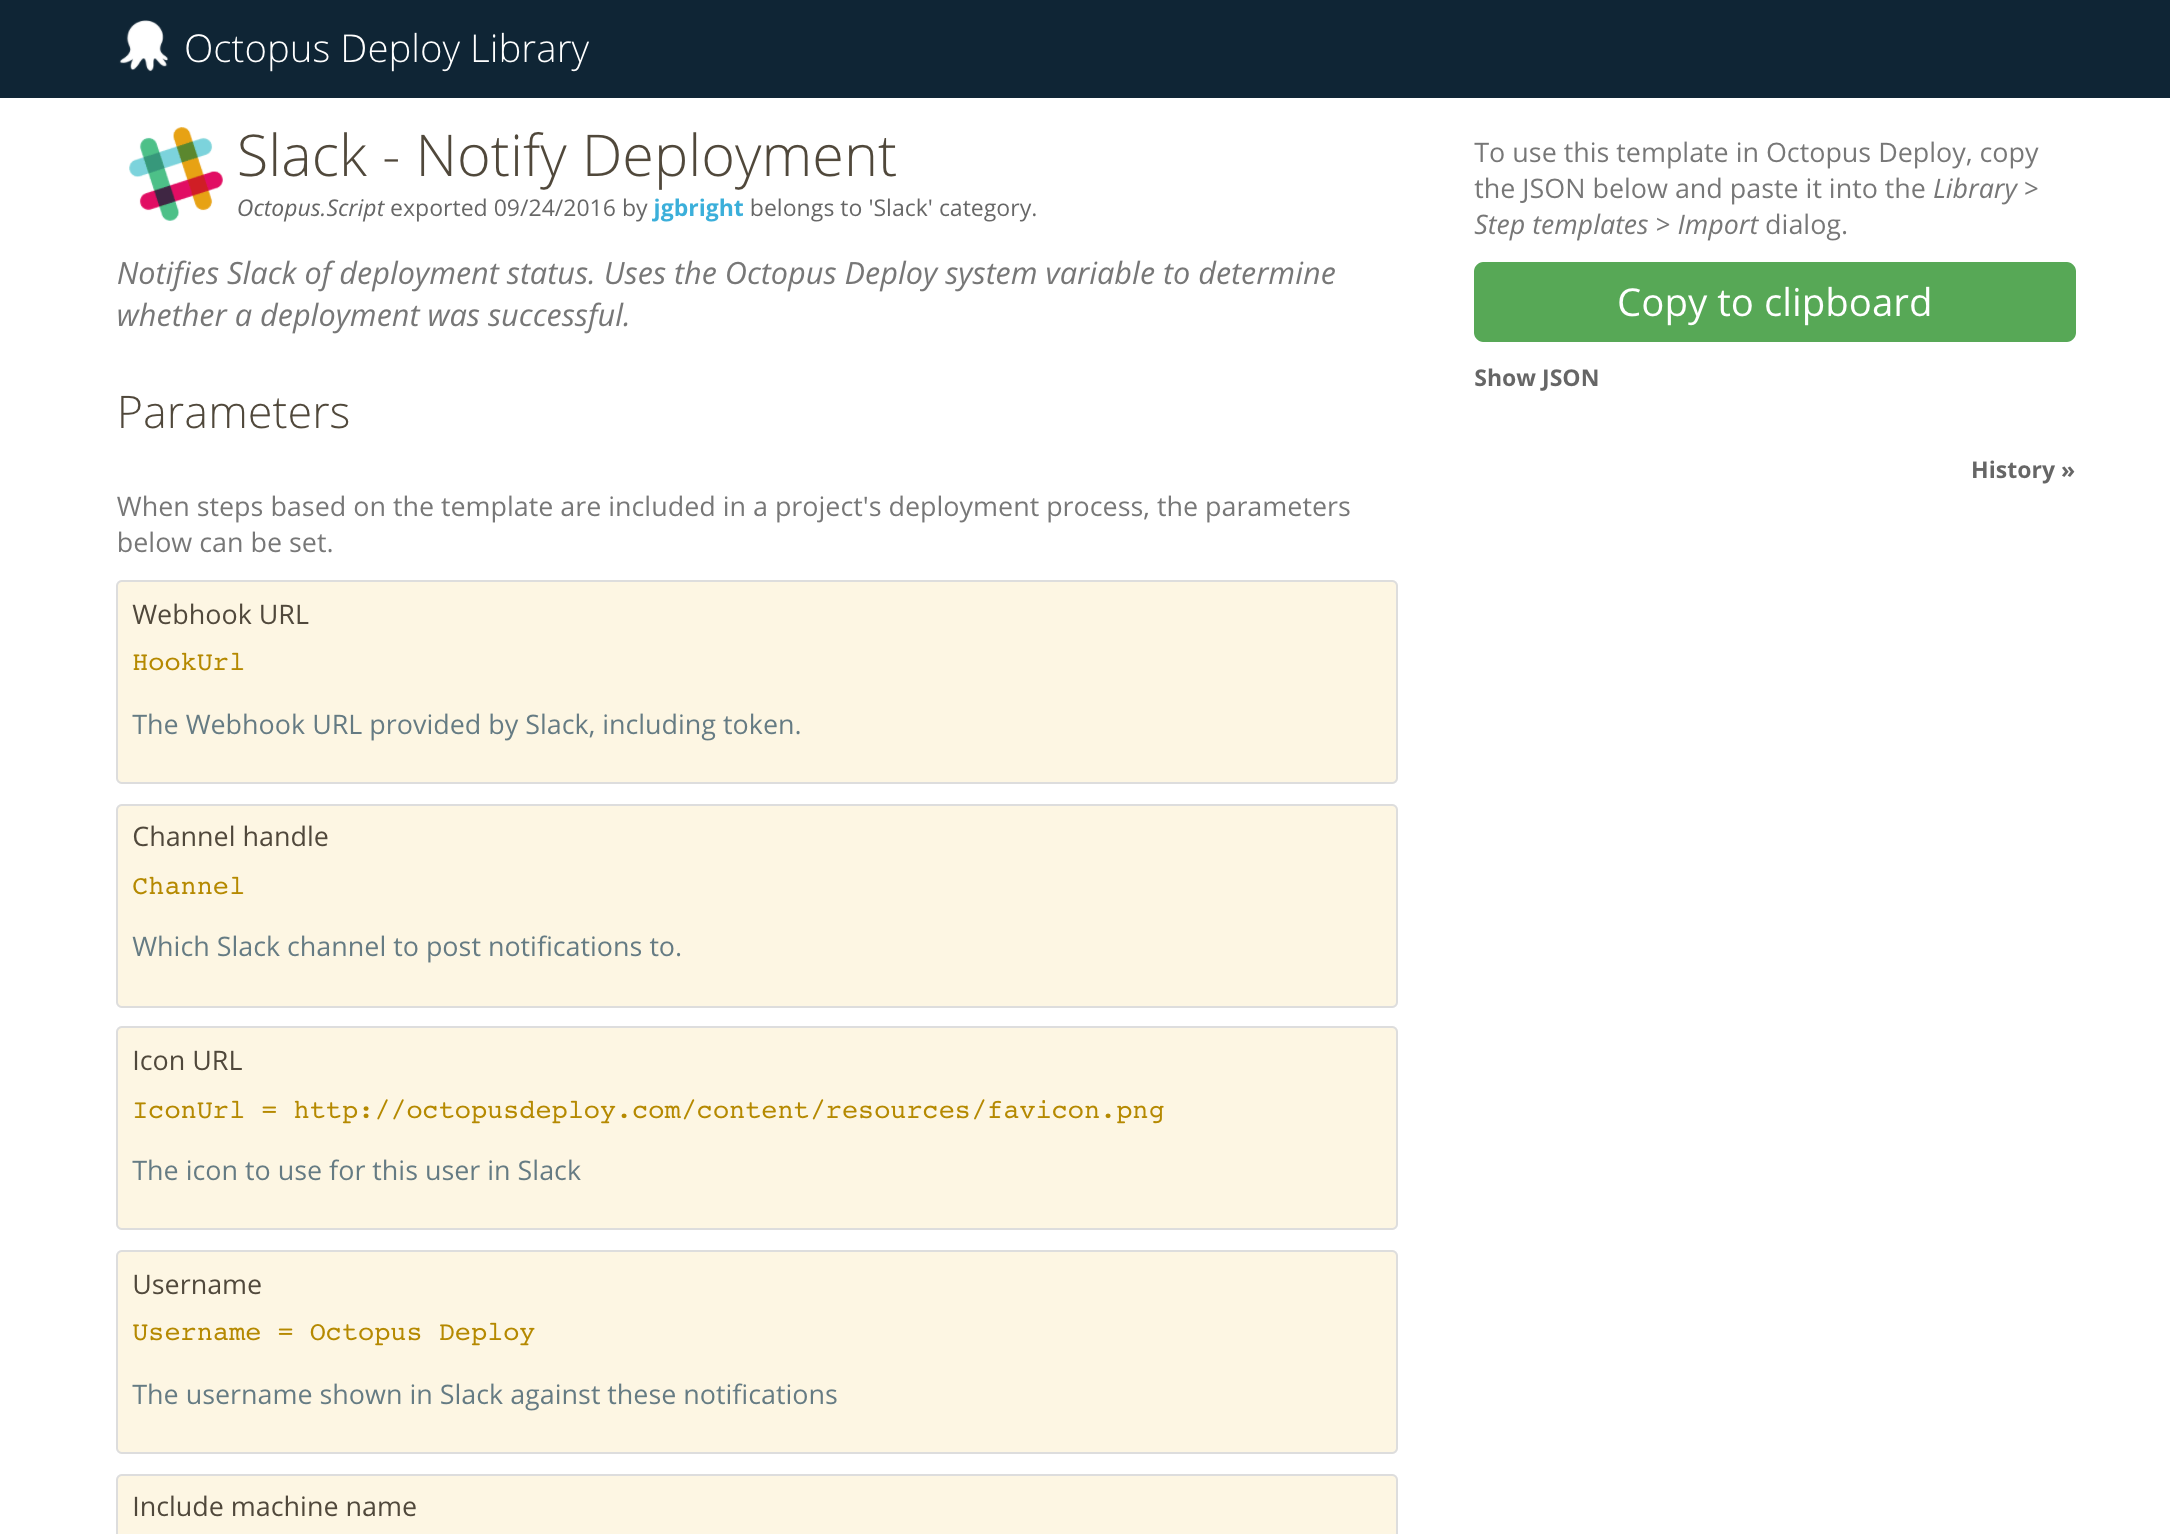 Octopus Deploy Library
Slack - Notify Deployment
Octopus.Script exported 09/24/2016 by jgbright belongs to 'Slack' category.
Notifies Slack of deployment status. Uses the Octopus Deploy system variable to determine
whether a deployment was successful.
Parameters
When steps based on the template are included in a project's deployment process, the parameters
below can be set.
Webhook URL
HookUrl
The Webhook URL provided by Slack, including token.
Channel handle
Channel
Which Slack channel to post notifications to.
Icon URL
IconUrl = http://octopusdeploy.com/content/resources/favicon.png
The icon to use for this user in Slack
Username
Username = Octopus Deploy
The username shown in Slack against these notifications
Include machine name
To use this template in Octopus Deploy, copy
the JSON below and paste it into the Library >
Step templates > Import dialog.
Copy to clipboard
Show JSON
History »